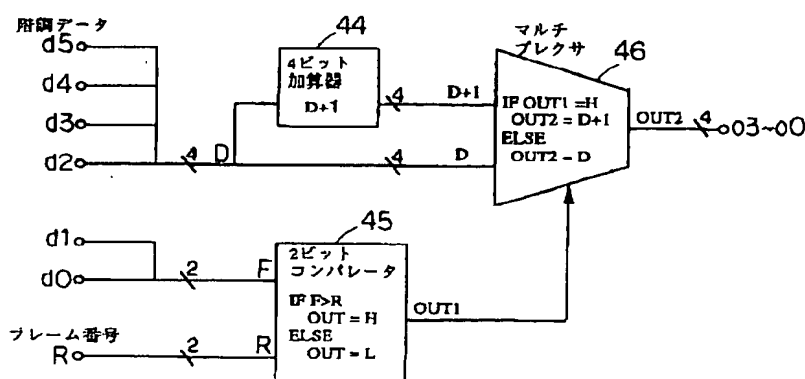 階調データ
d5
d4
d3
d2
4
D
44
4ビット
加算器
D+1
4
D+1
4
D
マルチ
プレクサ
46
IF OUT1 =H
OUT2 = D+1
ELSE
OUT2 = D
OUT2
4
O3~O0
d1
d0
2
F
フレーム番号
R
2
R
45
2ビット
コンパレータ
IF F>R
OUT = H
ELSE
OUT = L
OUT1